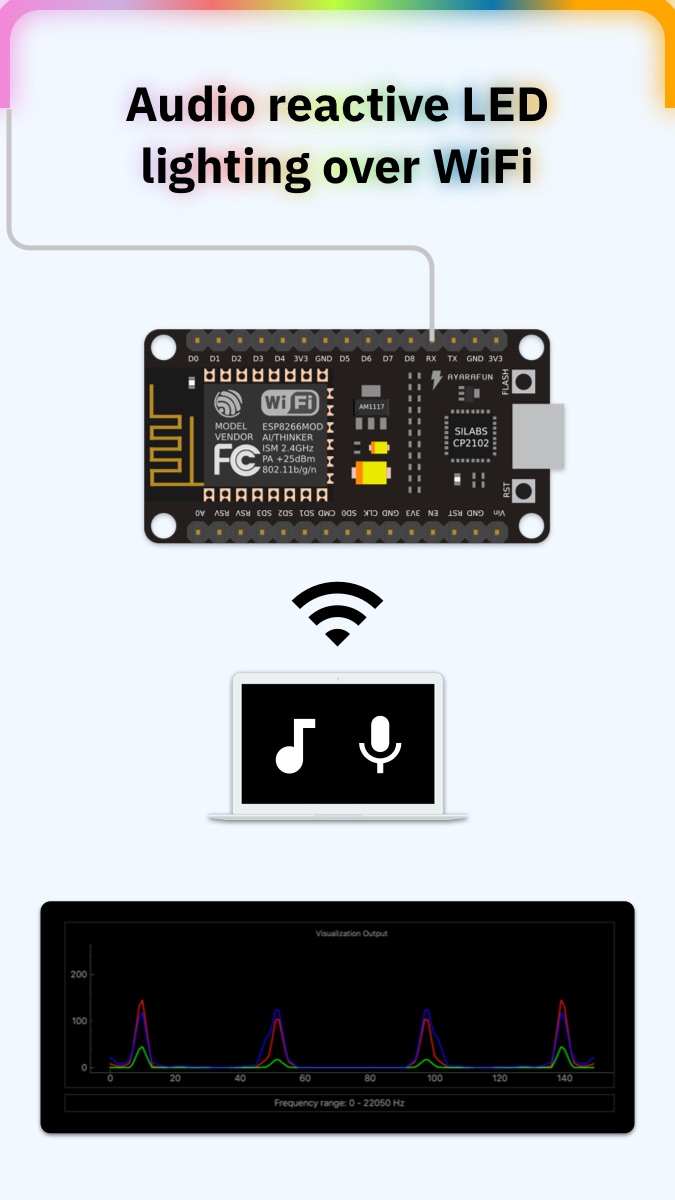 Audio reactive LED
lighting over WiFi
D0 D1 D2 D3 D4 3V3 GND D5 D6 D7 D8 RX TX GND 3V3
AYARAFUN
FLASH
WiFi
AM1117
MODEL
VENDOR
ESP8266MOD
AI/THINKER
ISM 2.4GHz
PA +25dBm
802.11b/g/n
FC
SILABS
CP2102
RST
A0 RSV RSV SD3 SD2 SD1 CMD SD0 CLK GND 3V3 EN RST GND Vin
Visualization Output
200
100
0
0 20 40 60 80 100 120 140
Frequency range: 0 - 22050 Hz